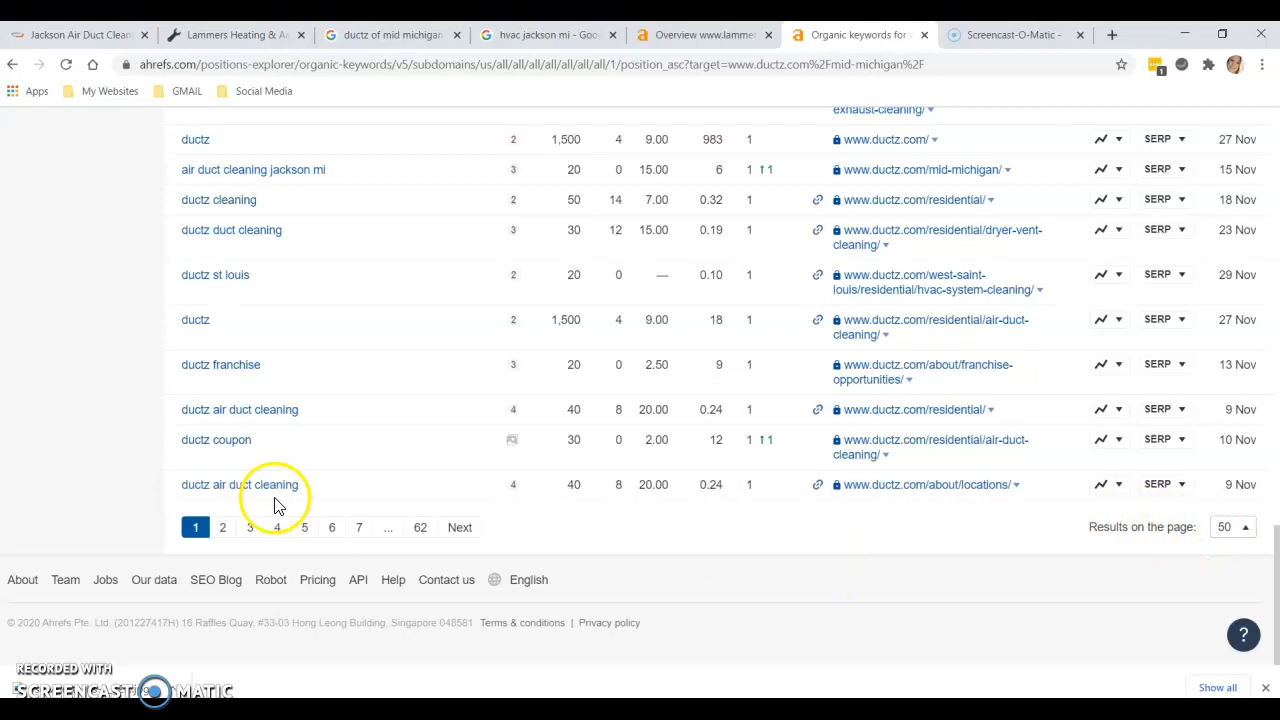 Jackson Air Duct Clean
Lammers Heating & A
ductz of mid michigan
hvac jackson mi - Goo
Overview www.lamme
Organic keywords for
Screencast-O-Matic -
ahrefs.com/positions-explorer/organic-keywords/v5/subdomains/us/all/all/all/all/all/all/all/1/position_asc?target=www.ductz.com%2Fmid-michigan%2F
1
Apps My Websites GMAIL Social Media
exhaust-cleaning/
ductz 2 1,500 4 9.00 983 1 www.ductz.com/ SERP 27 Nov
air duct cleaning jackson mi 3 20 0 15.00 6 1 ↑1 www.ductz.com/mid-michigan/ SERP 15 Nov
ductz cleaning 2 50 14 7.00 0.32 1 www.ductz.com/residential/ SERP 18 Nov
ductz duct cleaning 3 30 12 15.00 0.19 1 www.ductz.com/residential/dryer-vent- SERP 23 Nov
cleaning/
ductz st louis 2 20 0 — 0.10 1 www.ductz.com/west-saint- SERP 29 Nov
louis/residential/hvac-system-cleaning/
ductz 2 1,500 4 9.00 18 1 www.ductz.com/residential/air-duct- SERP 27 Nov
cleaning/
ductz franchise 3 20 0 2.50 9 1 www.ductz.com/about/franchise- SERP 13 Nov
opportunities/
ductz air duct cleaning 4 40 8 20.00 0.24 1 www.ductz.com/residential/ SERP 9 Nov
ductz coupon 30 0 2.00 12 1 ↑1 www.ductz.com/residential/air-duct- SERP 10 Nov
cleaning/
ductz air duct cleaning 4 40 8 20.00 0.24 1 www.ductz.com/about/locations/ SERP 9 Nov
1 2 3 4 5 6 7 ... 62 Next Results on the page: 50
About Team Jobs Our data SEO Blog Robot Pricing API Help Contact us English
© 2020 Ahrefs Pte. Ltd. (201227417H) 16 Raffles Quay, #33-03 Hong Leong Building, Singapore 048581 Terms & conditions | Privacy policy
?
RECORDED WITH
SCREENCAST-O-MATIC
Show all